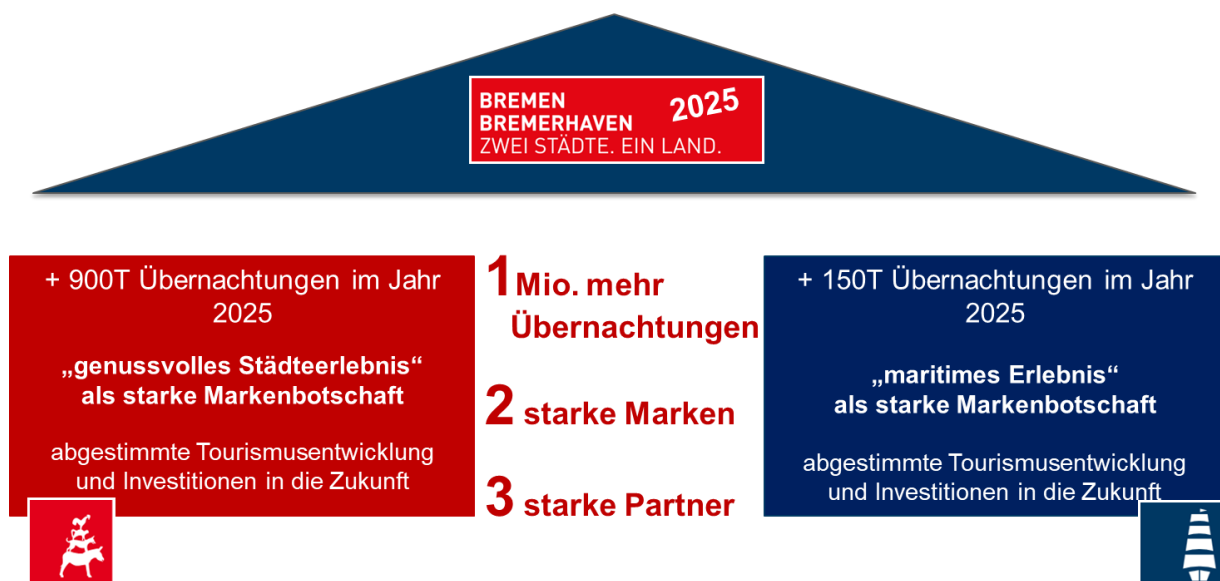 BREMEN
BREMERHAVEN 2025
ZWEI STÄDTE. EIN LAND.
+ 900T Übernachtungen im Jahr
2025
„genussvolles Städteerlebnis“
als starke Markenbotschaft
abgestimmte Tourismusentwicklung
und Investitionen in die Zukunft
1 Mio. mehr
Übernachtungen
2 starke Marken
3 starke Partner
+ 150T Übernachtungen im Jahr
2025
„maritimes Erlebnis“
als starke Markenbotschaft
abgestimmte Tourismusentwicklung
und Investitionen in die Zukunft